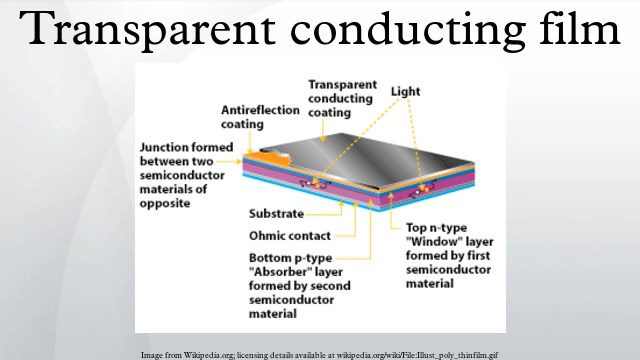 Transparent conducting film
Transparent
conducting
coating
Light
Antireflection
coating
Junction formed
between two
semiconductor
materials of
opposite
Substrate
Ohmic contact
Bottom p-type
"Absorber" layer
formed by second
semiconductor
material
Top n-type
"Window" layer
formed by first
semiconductor
material
Image from Wikipedia.org; licensing details available at wikipedia.org/wiki/File:Illust_poly_thinfilm.gif